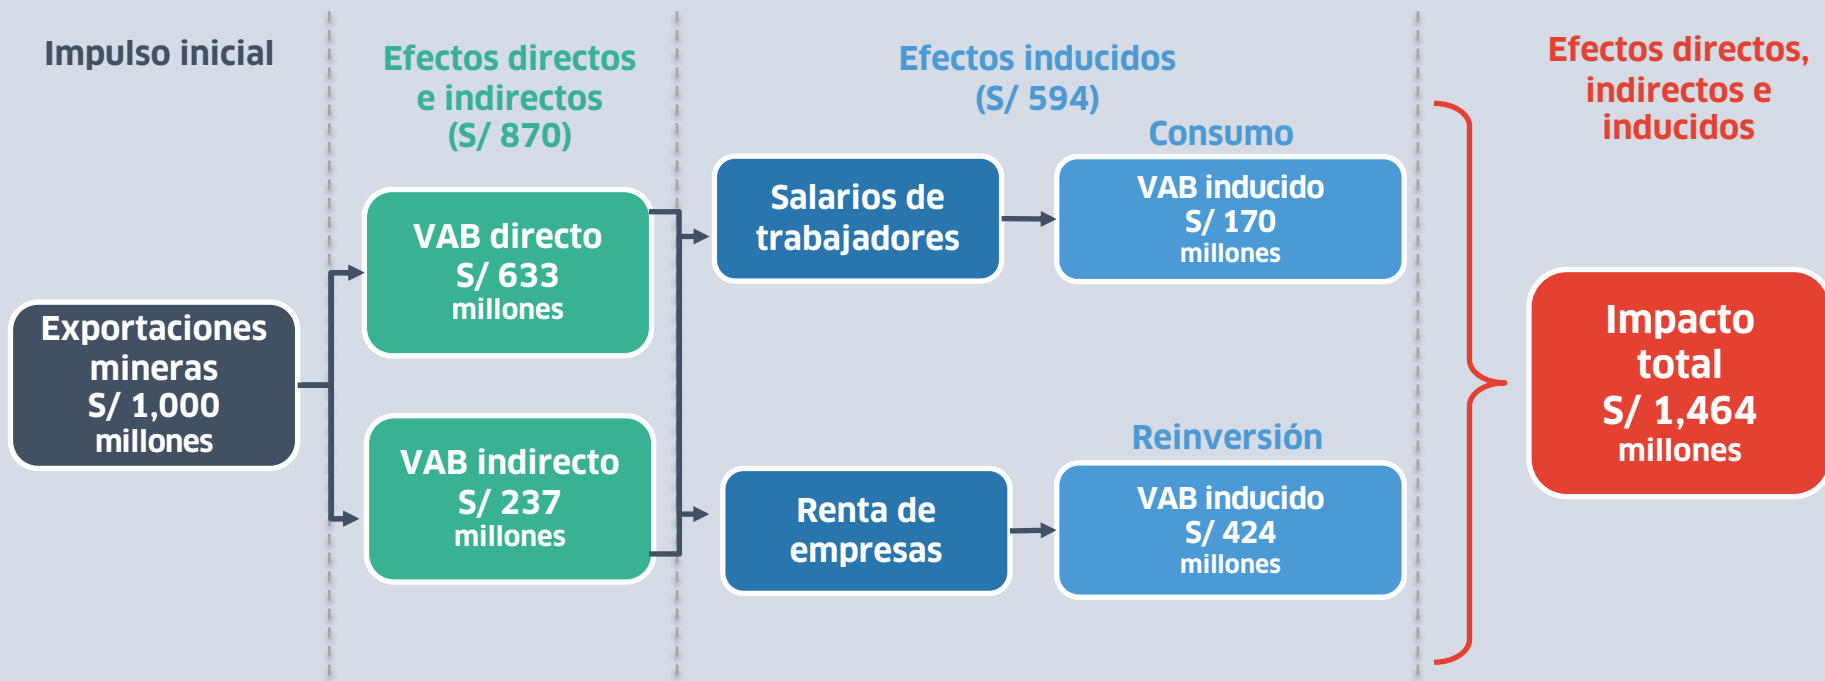 Impulso inicial
Exportaciones
mineras
S/ 1,000
millones
Efectos directos
e indirectos
(S/ 870)
VAB directo
S/ 633
millones
VAB indirecto
S/ 237
millones
Efectos inducidos
(S/ 594)
Salarios de
trabajadores
Consumo
VAB inducido
S/ 170
millones
Renta de
empresas
Reinversión
VAB inducido
S/ 424
millones
Efectos directos,
indirectos e
inducidos
Impacto
total
S/ 1,464
millones